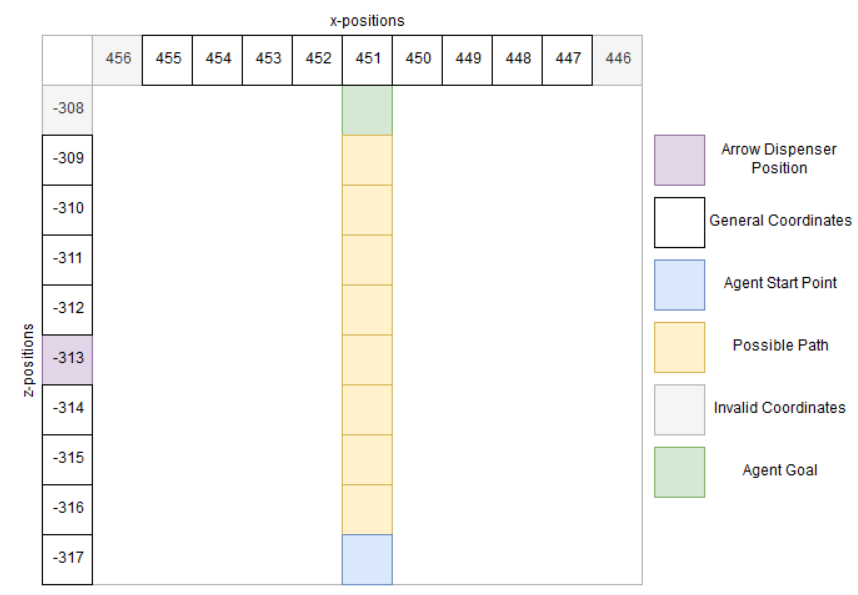 x-positions
456 455 454 453 452 451 450 449 448 447 446
-308
-309
-310
-311
-312
-313
-314
-315
-316
-317
z-positions
Arrow Dispenser
Position
General Coordinates
Agent Start Point
Possible Path
Invalid Coordinates
Agent Goal